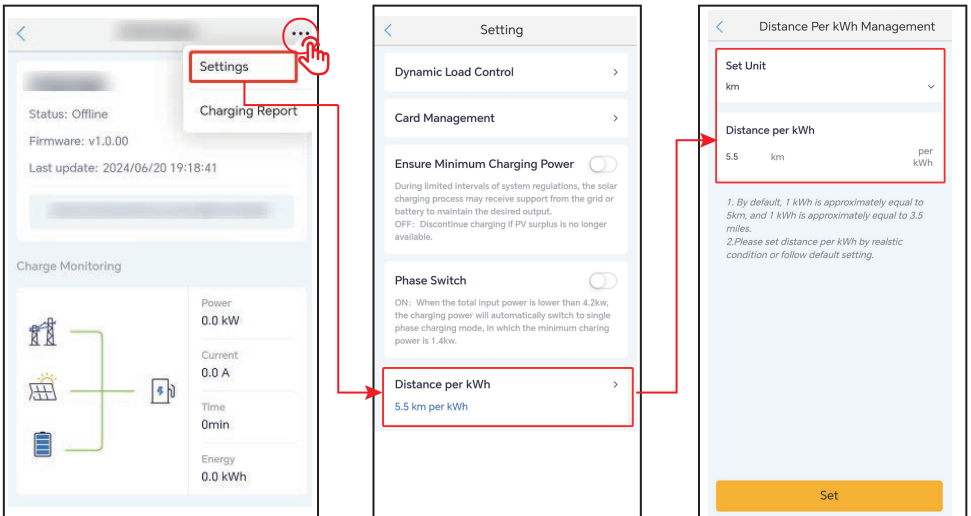 Settings
Charging Report
Status: Offline
Firmware: v1.0.00
Last update: 2024/06/20 19:18:41
Charge Monitoring
Power
0.0 kW
Current
0.0 A
Time
0min
Energy
0.0 kWh
Setting
Dynamic Load Control
Card Management
Ensure Minimum Charging Power
During limited intervals of system regulations, the solar
charging process may receive support from the grid or
battery to maintain the desired output.
OFF: Discontinue charging if PV surplus is no longer
available.
Phase Switch
ON: When the total input power is lower than 4.2kw,
the charging power will automatically switch to single
phase charging mode, in which the minimum charing
power is 1.4kw.
Distance per kWh
5.5 km per kWh
Distance Per kWh Management
Set Unit
km
Distance per kWh
5.5 km per
kWh
1. By default, 1 kWh is approximately equal to
5km, and 1 kWh is approximately equal to 3.5
miles.
2.Please set distance per kWh by realstic
condition or follow default setting.
Set